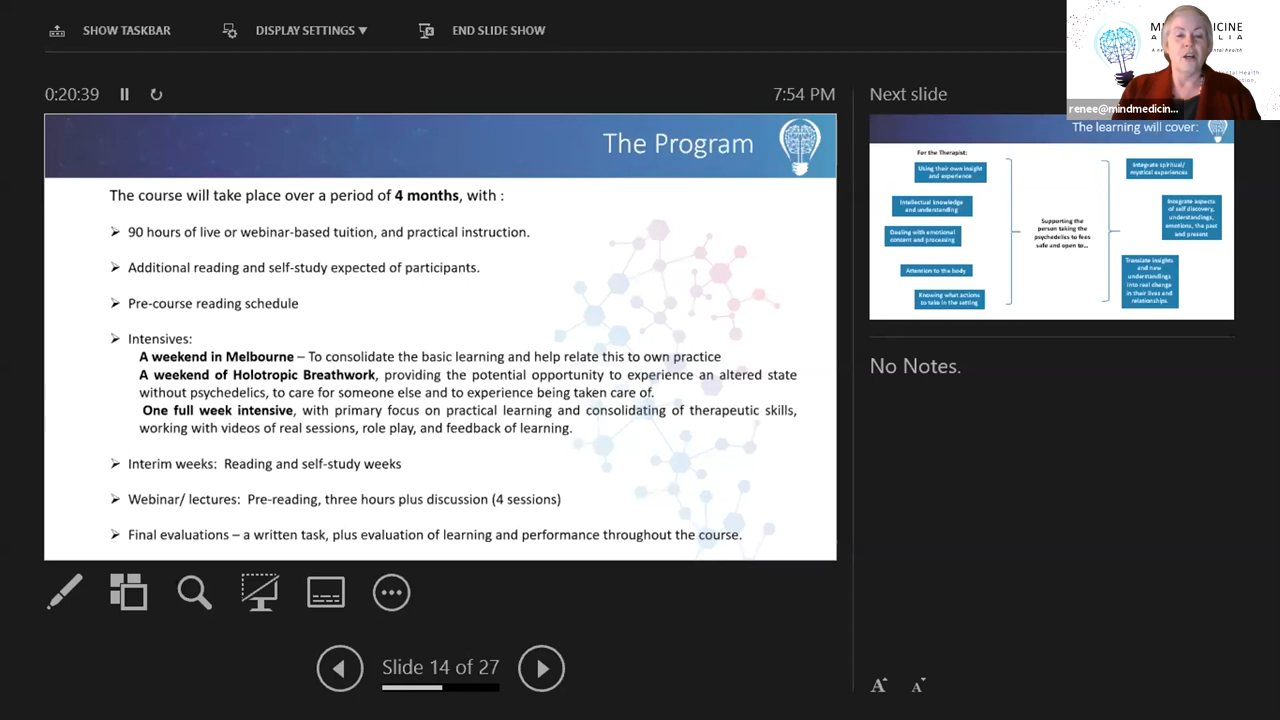 SHOW TASKBAR
DISPLAY SETTINGS ▼
END SLIDE SHOW
0:20:39
7:54 PM
The Program
The course will take place over a period of 4 months, with :
➢ 90 hours of live or webinar-based tuition and practical instruction.
➢ Additional reading and self-study expected of participants.
➢ Pre-course reading schedule
➢ Intensives:
A weekend in Melbourne – To consolidate the basic learning and help relate this to own practice
A weekend of Holotropic Breathwork, providing the potential opportunity to experience an altered state
without psychedelics, to care for someone else and to experience being taken care of.
One full week intensive, with primary focus on practical learning and consolidating of therapeutic skills,
working with videos of real sessions, role play, and feedback of learning.
➢ Interim weeks: Reading and self-study weeks
➢ Webinar/ lectures: Pre-reading, three hours plus discussion (4 sessions)
➢ Final evaluations – a written task, plus evaluation of learning and performance throughout the course.
Slide 14 of 27
Next slide
The learning will cover:
For the Therapist:
Using their own insight
and experience
Intellectual knowledge
and understanding
Dealing with emotional
content and processing
Attention to the body
Knowing what actions
to take in the setting
Supporting the
person taking the
psychedelics to feel
safe and open to...
Integrate spiritual/
mystical experiences
Integrate aspects
of self discovery,
understandings,
emotions, the past
and present
Translate insights
and new
understandings
into real change
in their lives and
relationships
No Notes.
A A
renee@mindmedicin...